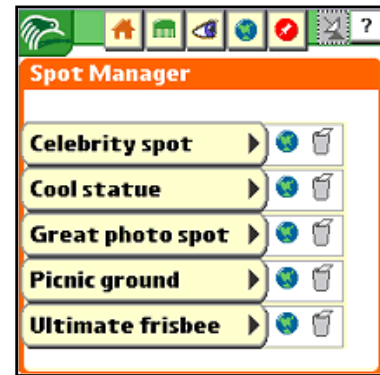 ?
Spot Manager
Celebrity spot
Cool statue
Great photo spot
Picnic ground
Ultimate frisbee